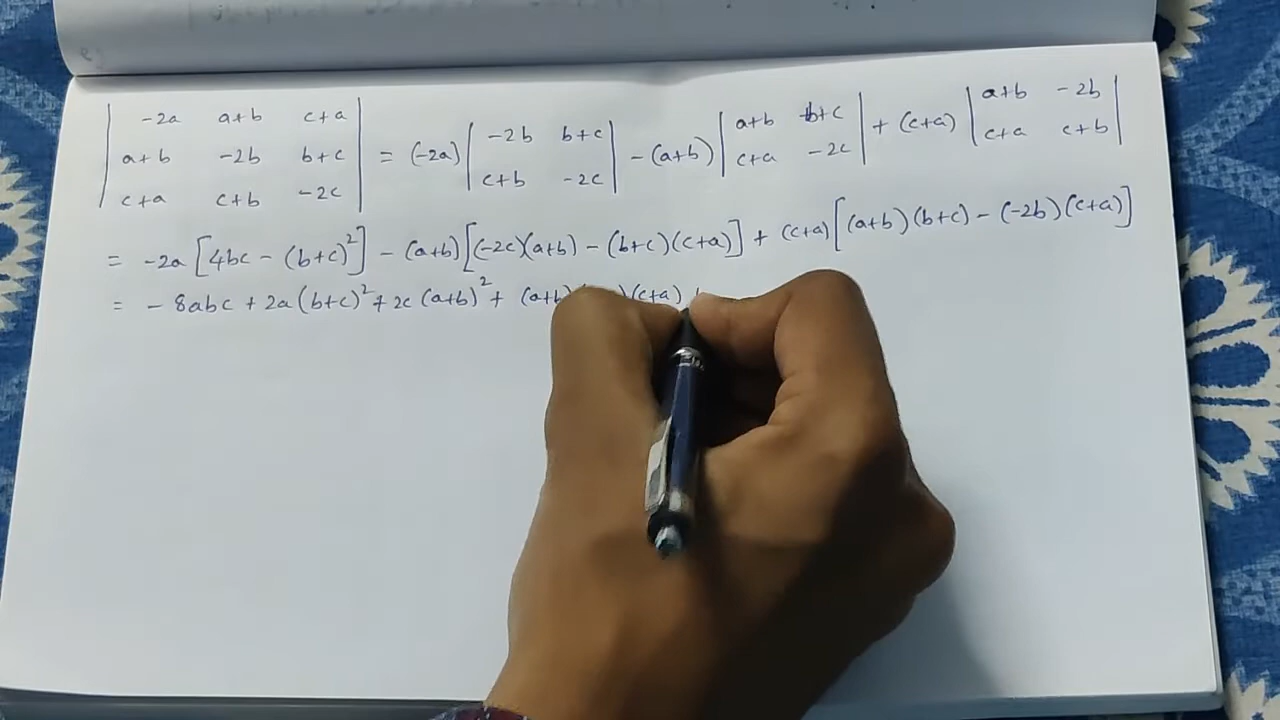 | -2a a+b c+a |
| a+b -2b b+c | = (-2a) | -2b b+c | - (a+b) | a+b b+c | + (c+a) | a+b -2b |
| c+a c+b -2c | | c+b -2c | | c+a -2c | | c+a c+b |
= -2a [4bc - (b+c)²] - (a+b) [(-2c)(a+b) - (b+c)(c+a)] + (c+a) [(a+b)(b+c) - (-2b)(c+a)]
= - 8abc + 2a (b+c)² + 2c (a+b)² + (a+b) )(c+a)